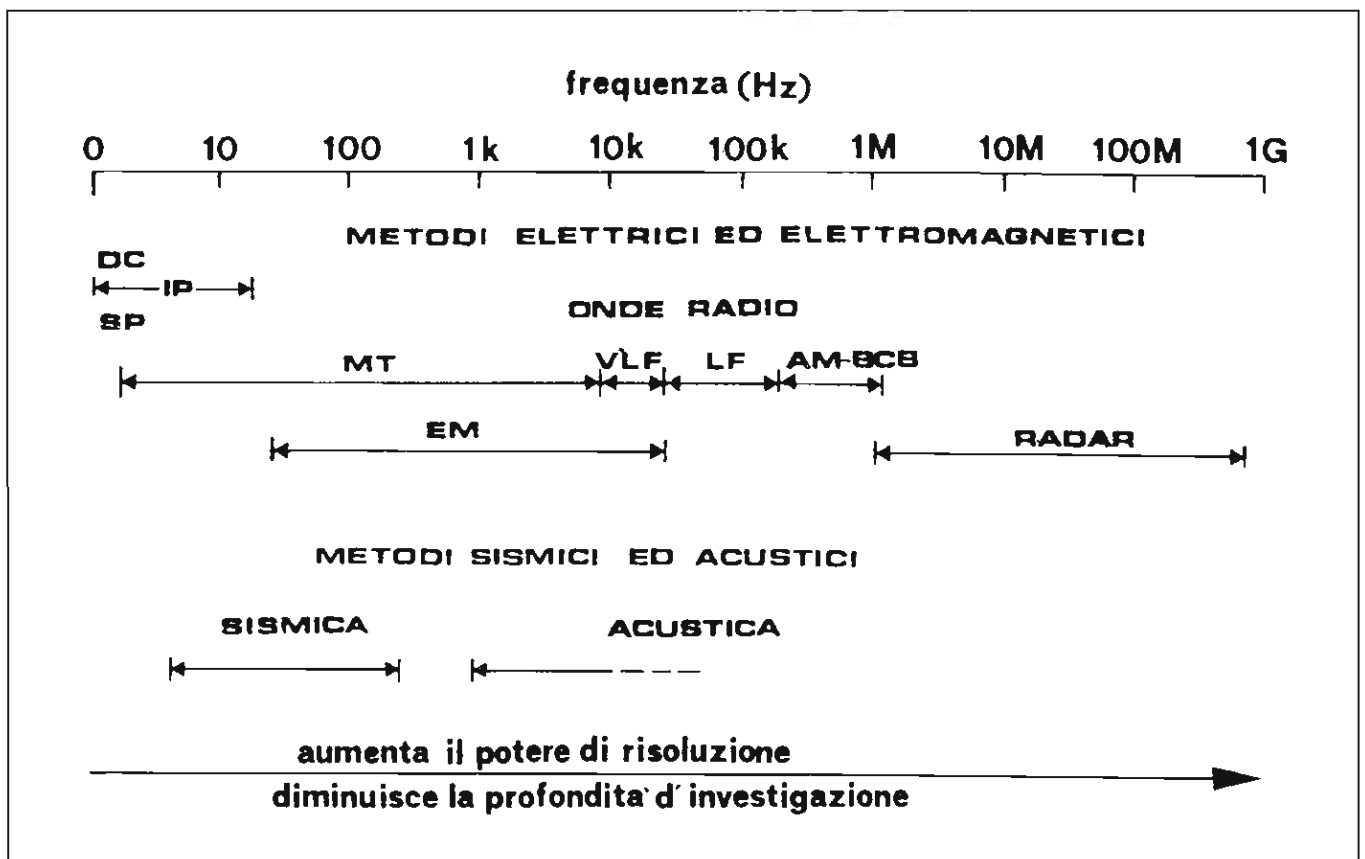 frequenza (Hz)
0 10 100 1k 10k 100k 1M 10M 100M 1G
METODI ELETTRICI ED ELETTROMAGNETICI
DC
IP
SP
ONDE RADIO
MT VLF LF AM-BCB
EM RADAR
METODI SISMICI ED ACUSTICI
SISMICA ACUSTICA
aumenta il potere di risoluzione
diminuisce la profondita' d' investigazione